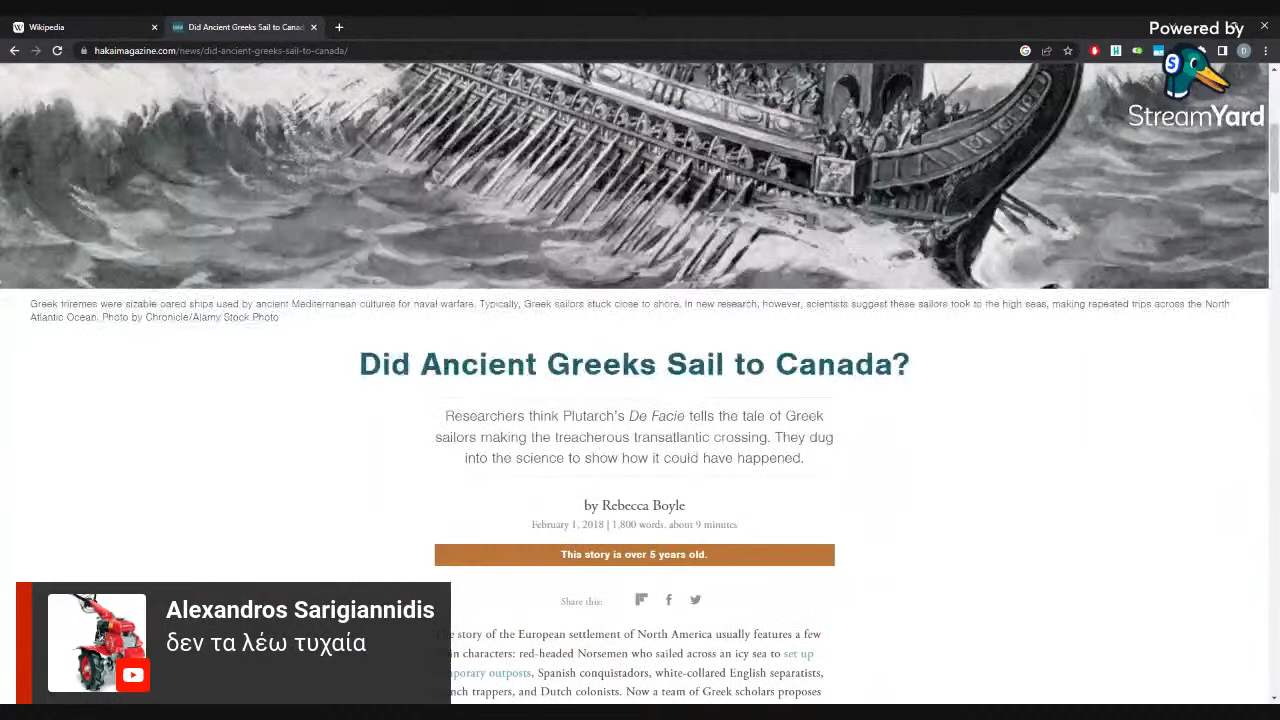 Wikipedia
Did Ancient Greeks Sail to Canad
Powered by
hakaimagazine.com/news/did-ancient-greeks-sail-to-canada/
StreamYard
Greek triremes were sizable oared ships used by ancient Mediterranean cultures for naval warfare. Typically, Greek sailors stuck close to shore. In new research, however, scientists suggest these sailors took to the high seas, making repeated trips across the North
Atlantic Ocean. Photo by Chronicle/Alamy Stock Photo
Did Ancient Greeks Sail to Canada?
Researchers think Plutarch's De Facie tells the tale of Greek
sailors making the treacherous transatlantic crossing. They dug
into the science to show how it could have happened.
by Rebecca Boyle
February 1, 2018 | 1,800 words, about 9 minutes
This story is over 5 years old.
Share this:
story of the European settlement of North America usually features a few
characters: red-headed Norsemen who sailed across an icy sea to set up
outposts, Spanish conquistadors, white-collared English separatists,
trappers, and Dutch colonists. Now a team of Greek scholars proposes
Alexandros Sarigiannidis
δεν τα λέω τυχαία